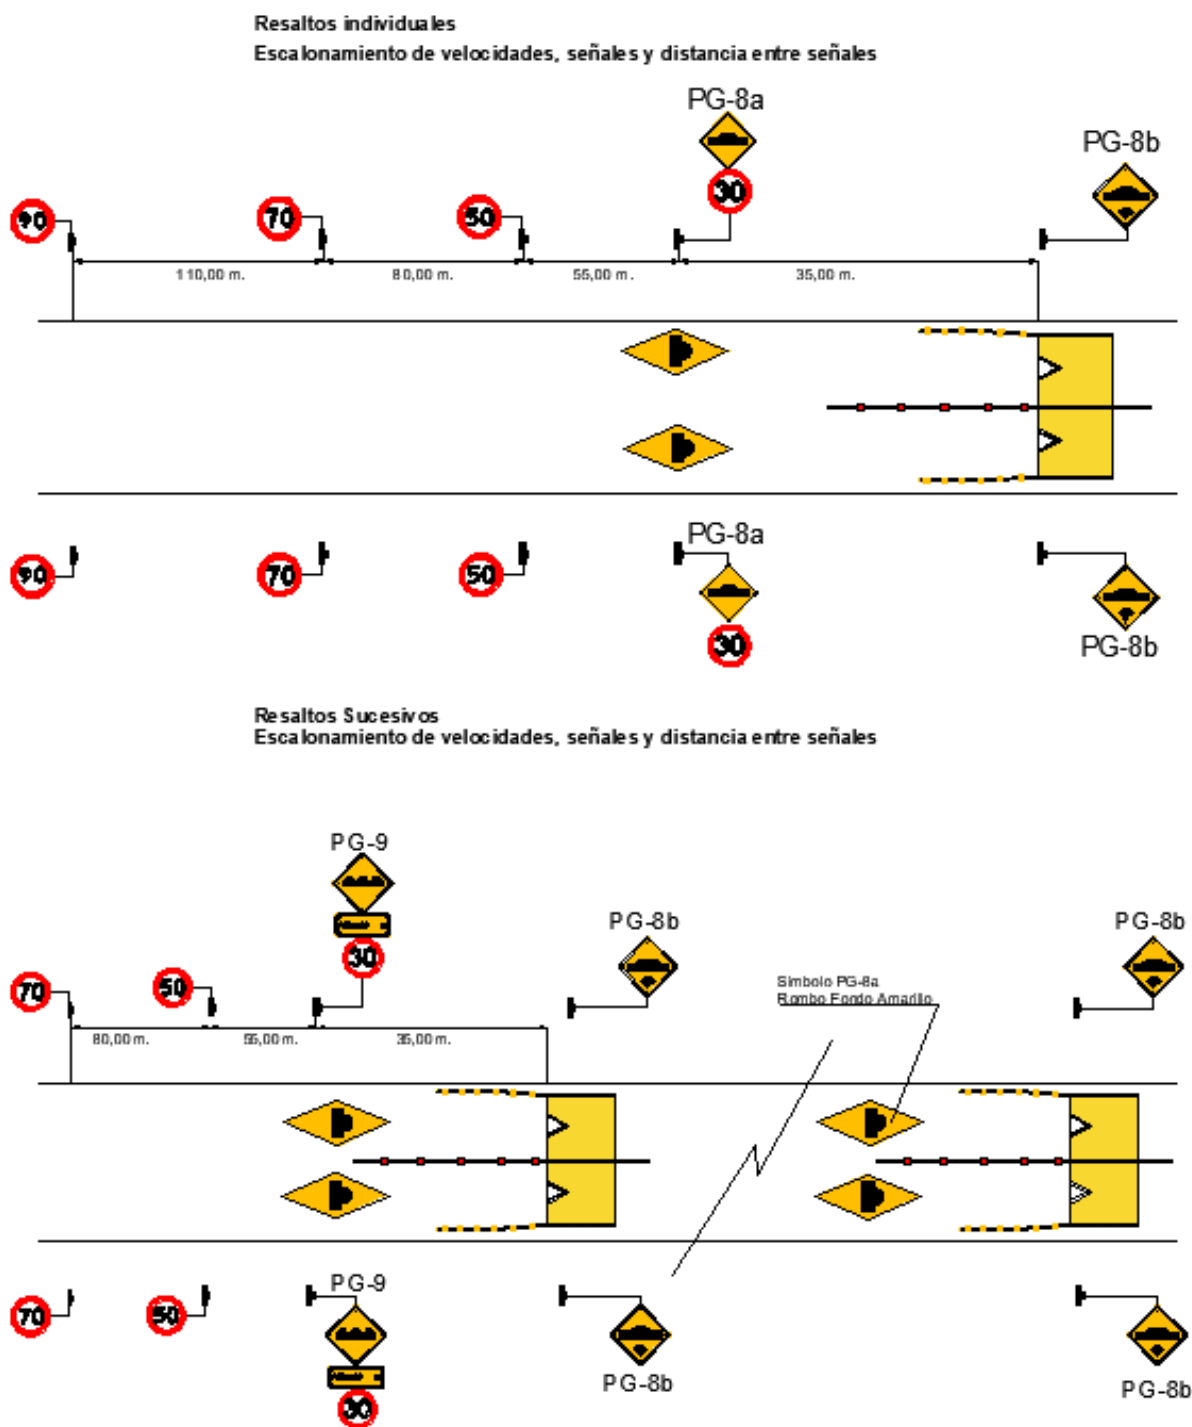 Resaltos individuales
Escalonamiento de velocidades, señales y distancia entre señales
PG-8a
PG-8b
90
70
50
30
110,00 m.
80,00 m.
55,00 m.
35,00 m.
PG-8a
90
70
50
30
PG-8b
Resaltos Sucesivos
Escalonamiento de velocidades, señales y distancia entre señales
PG-9
PG-8b
PG-8b
30
70
50
Simbolo PG-8a
Rombo Fondo Amarillo
80,00 m.
55,00 m.
35,00 m.
PG-9
70
50
PG-8b
PG-8b
30